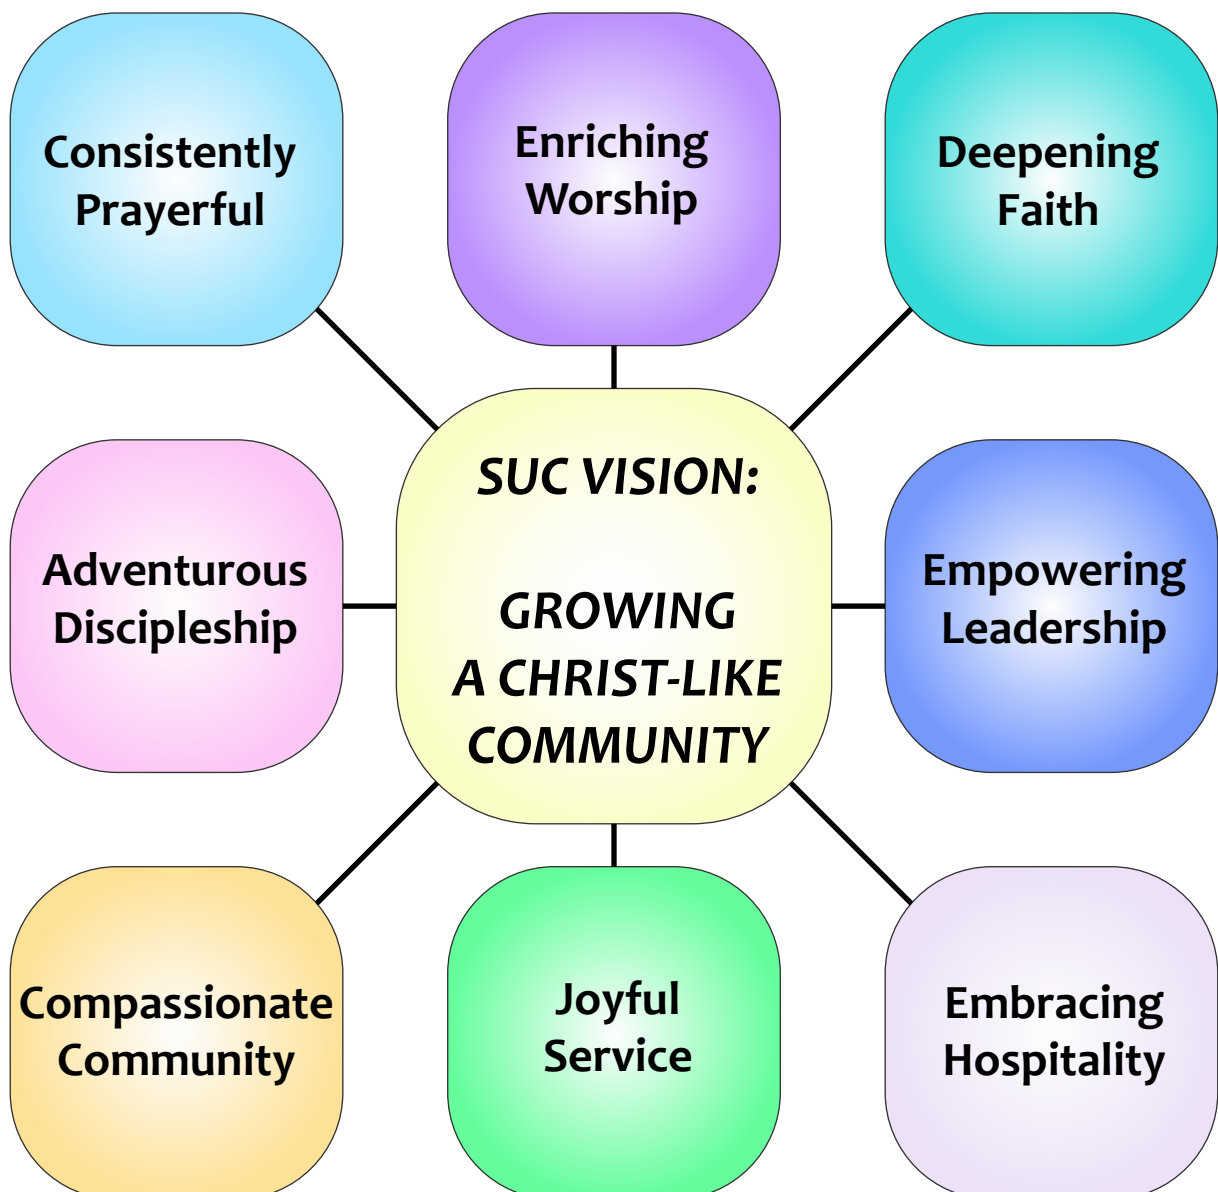 Consistently
Prayerful
Enriching
Worship
Deepening
Faith
Adventurous
Discipleship
SUC VISION:
GROWING
A CHRIST-LIKE
COMMUNITY
Empowering
Leadership
Compassionate
Community
Joyful
Service
Embracing
Hospitality